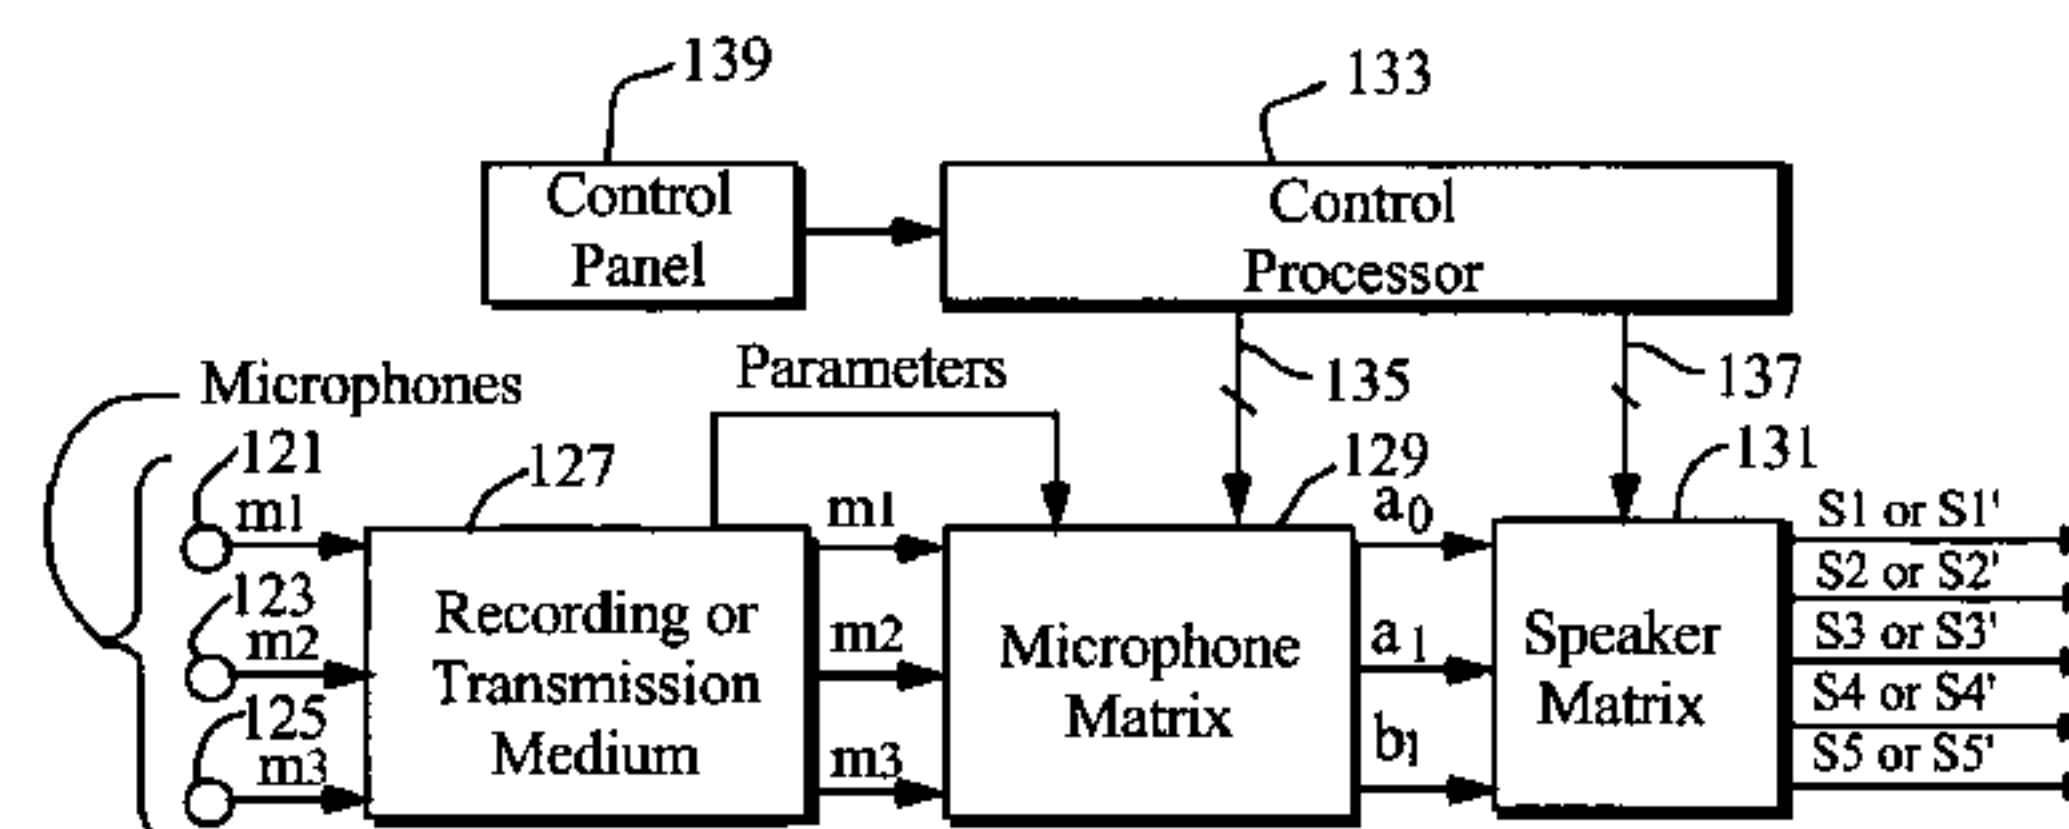 139
133
Control
Panel
Control
Processor
Microphones
Parameters
135
137
121
127
129
131
m1
m1
a0
S1 or S1'
123
m2
Recording or
Transmission
Medium
m2
Microphone
Matrix
a1
Speaker
Matrix
S2 or S2'
S3 or S3'
S4 or S4'
125
m3
m3
b1
S5 or S5'